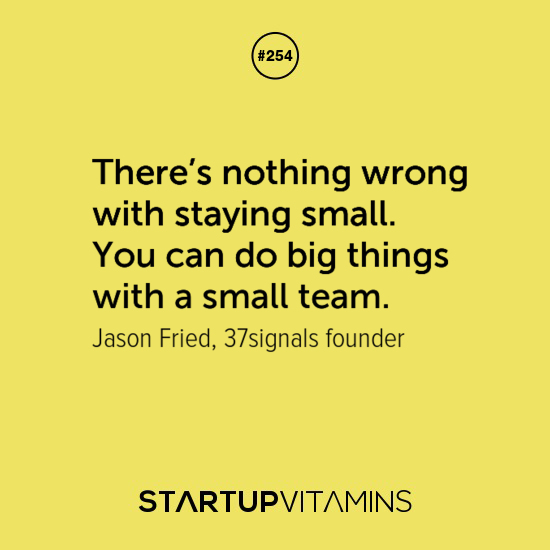 #254
There’s nothing wrong
with staying small.
You can do big things
with a small team.
Jason Fried, 37signals founder
STARTUPVITAMINS